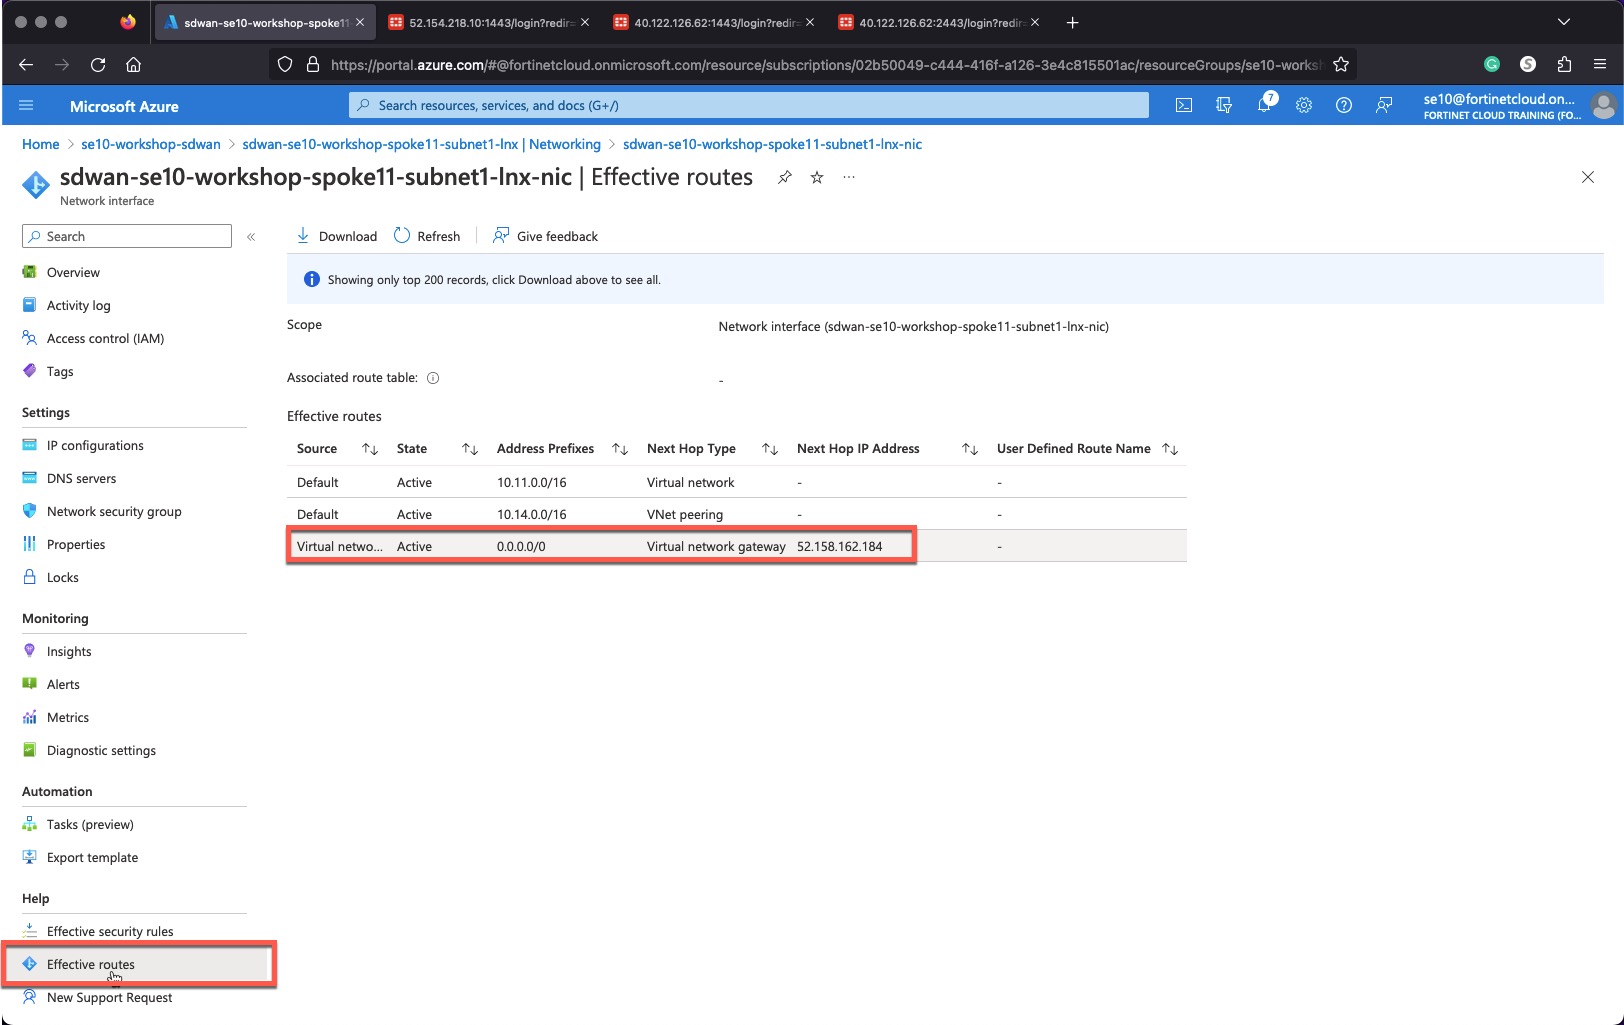 sdwan-se10-workshop-spoke11-
52.154.218.10:1443/login?redir=
40.122.126.62:1443/login?redir=
40.122.126.62:2443/login?redir=
https://portal.azure.com/#@fortinetcloud.onmicrosoft.com/resource/subscriptions/02b50049-c444-416f-a126-3e4c815501ac/resourceGroups/se10-works
Microsoft Azure
Search resources, services, and docs (G+/)
7
se10@fortinetcloud.on...
FORTINET CLOUD TRAINING (FO...
Home > se10-workshop-sdwan > sdwan-se10-workshop-spoke11-subnet1-lnx | Networking > sdwan-se10-workshop-spoke11-subnet1-lnx-nic
sdwan-se10-workshop-spoke11-subnet1-lnx-nic | Effective routes
Network interface
Search
Overview
Activity log
Access control (IAM)
Tags
Settings
IP configurations
DNS servers
Network security group
Properties
Locks
Monitoring
Insights
Alerts
Metrics
Diagnostic settings
Automation
Tasks (preview)
Export template
Help
Effective security rules
Effective routes
New Support Request
Download Refresh Give feedback
Showing only top 200 records, click Download above to see all.
Scope Network interface (sdwan-se10-workshop-spoke11-subnet1-lnx-nic)
Associated route table: -
Effective routes
Source State Address Prefixes Next Hop Type Next Hop IP Address User Defined Route Name
Default Active 10.11.0.0/16 Virtual network - -
Default Active 10.14.0.0/16 VNet peering - -
Virtual netwo... Active 0.0.0.0/0 Virtual network gateway 52.158.162.184 -